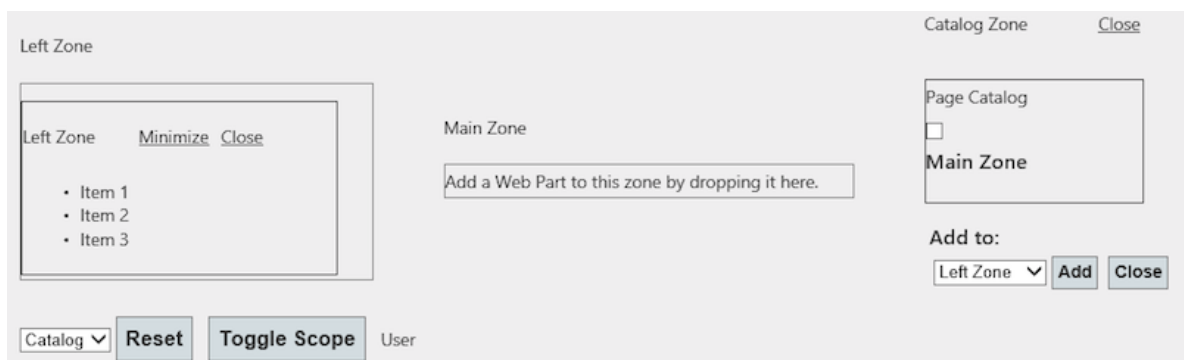 Left Zone
Left Zone Minimize Close
• Item 1
• Item 2
• Item 3
Main Zone
Add a Web Part to this zone by dropping it here.
Catalog Zone Close
Page Catalog
Main Zone
Add to:
Left Zone Add Close
Catalog Reset Toggle Scope User